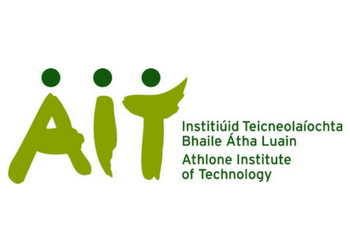 AIT
Institiúid Teicneolaíochta
Bhaile Átha Luain
Athlone Institute
of Technology